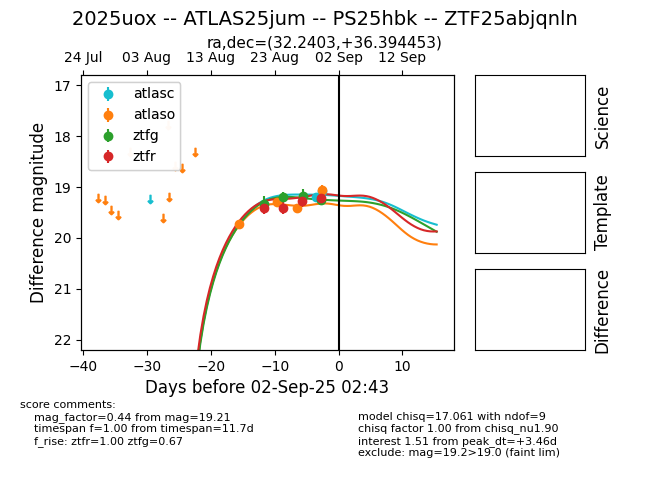 2025uox -- ATLAS25jum -- PS25hbk -- ZTF25abjqnln
ra,dec=(32.2403,+36.394453)
24 Jul 03 Aug 13 Aug 23 Aug 02 Sep 12 Sep
atlasc
atlaso
ztfg
ztfr
17
18
19
20
21
22
Difference magnitude
−40 −30 −20 −10 0 10
Days before 02-Sep-25 02:43
Science
Template
Difference
score comments:
mag_factor=0.44 from mag=19.21
timespan f=1.00 from timespan=11.7d
f_rise: ztfr=1.00 ztfg=0.67
model chisq=17.061 with ndof=9
chisq factor 1.00 from chisq_nu1.90
interest 1.51 from peak_dt=+3.46d
exclude: mag=19.2>19.0 (faint lim)